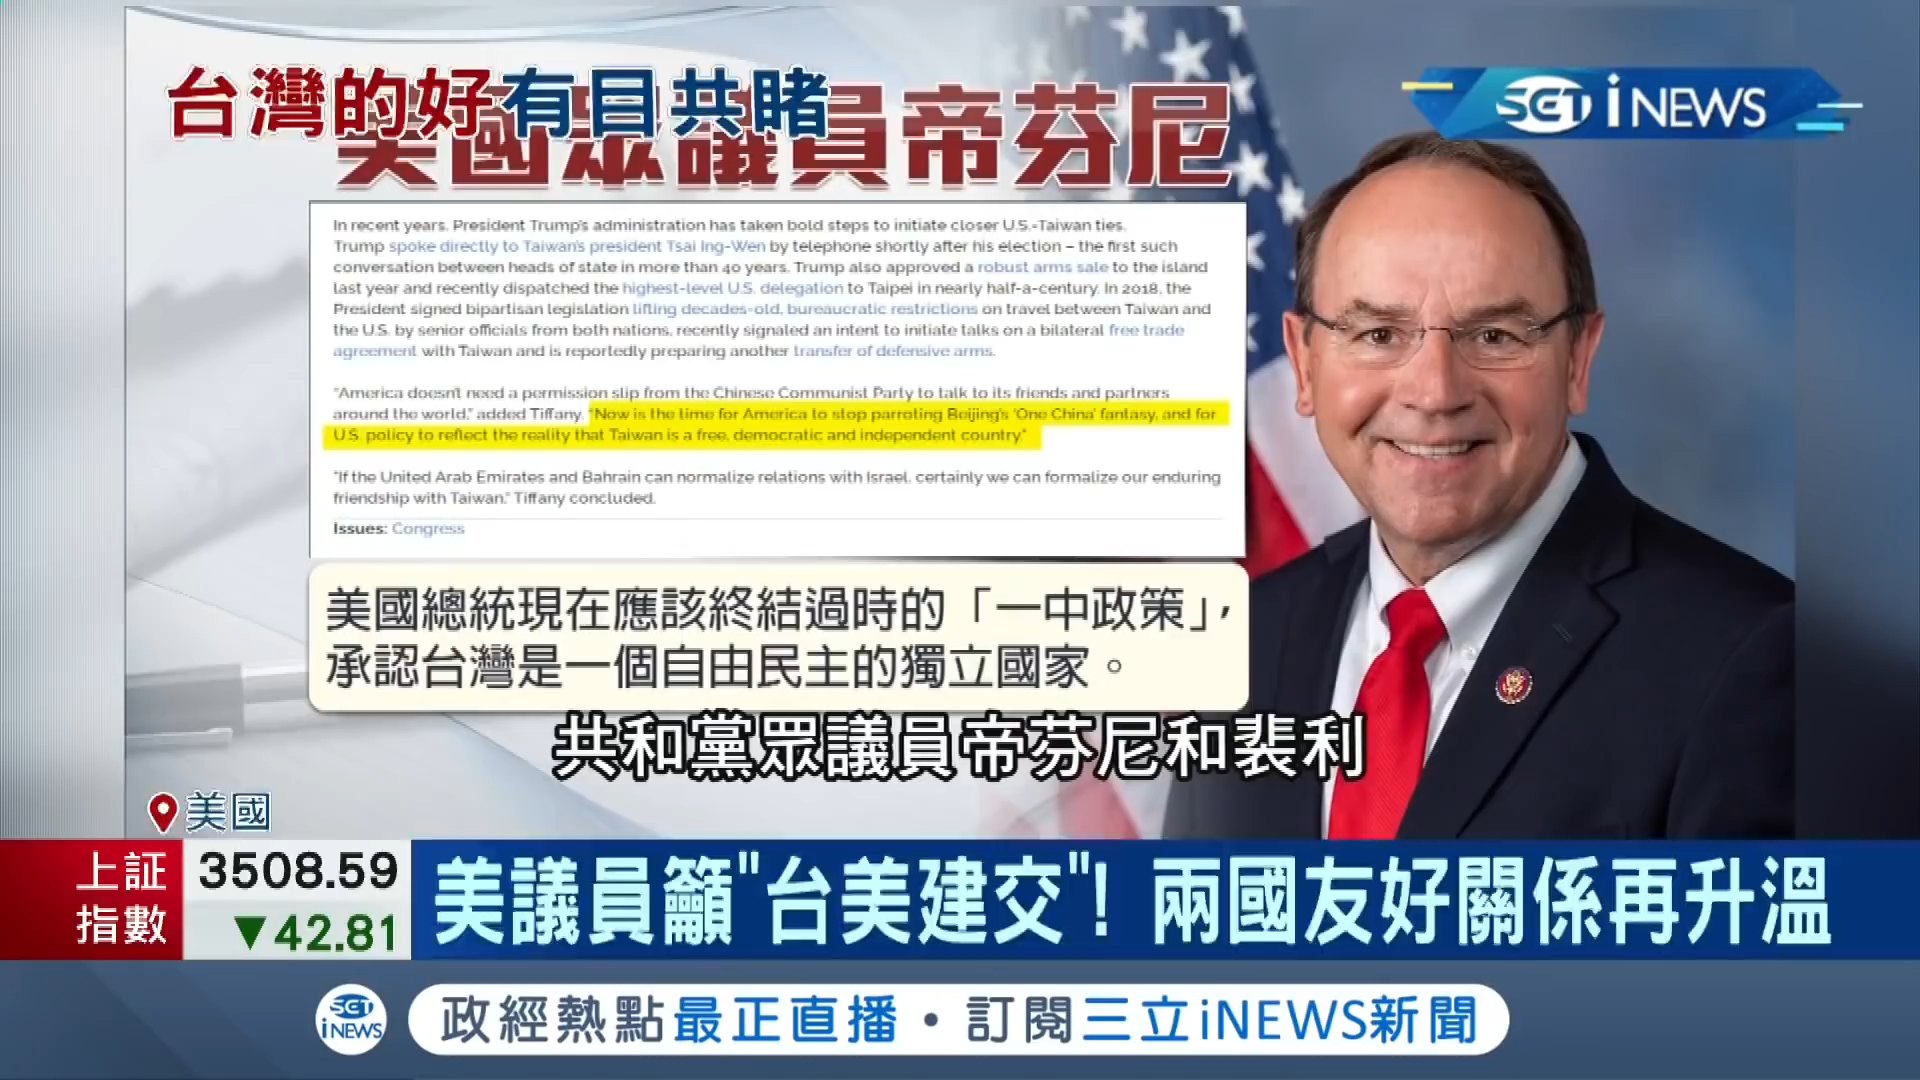 台灣的好有目共睹
美國眾議員帝芬尼
SET iNEWS
In recent years, President Trump's administration has taken bold steps to initiate closer U.S.-Taiwan ties.
Trump spoke directly to Taiwan's president Tsai Ing-Wen by telephone shortly after his election – the first such
conversation between heads of state in more than 40 years. Trump also approved a robust arms sale to the island
last year and recently dispatched the highest-level U.S. delegation to Taipei in nearly half-a-century. In 2018, the
President signed bipartisan legislation lifting decades-old, bureaucratic restrictions on travel between Taiwan and
the U.S. by senior officials from both nations, recently signaled an intent to initiate talks on a bilateral free trade
agreement with Taiwan and is reportedly preparing another transfer of defensive arms.
"America doesn't need a permission slip from the Chinese Communist Party to talk to its friends and partners
around the world," added Tiffany. "Now is the time for America to stop parroting Beijing's 'One China' fantasy, and for
U.S. policy to reflect the reality that Taiwan is a free, democratic and independent country."
"If the United Arab Emirates and Bahrain can normalize relations with Israel, certainly we can formalize our enduring
friendship with Taiwan," Tiffany concluded.
Issues: Congress
美國總統現在應該終結過時的「一中政策」,
承認台灣是一個自由民主的獨立國家。
共和黨眾議員帝芬尼和裴利
美國
上証指數
3508.59
▼42.81
美議員籲"台美建交"! 兩國友好關係再升溫
SET iNEWS
政經熱點最正直播・訂閱三立iNEWS新聞